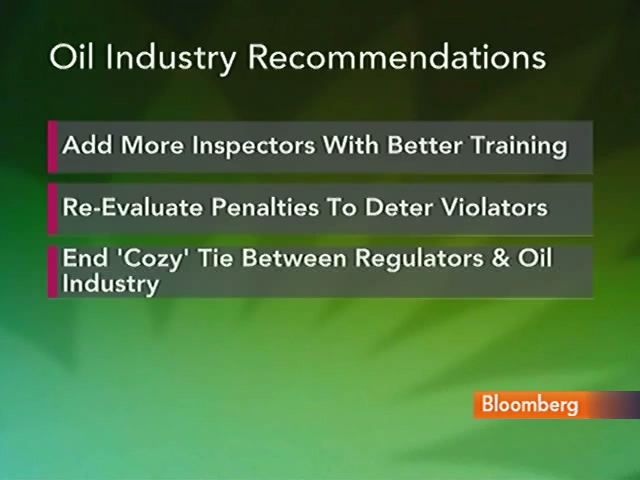 Oil Industry Recommendations
Add More Inspectors With Better Training
Re-Evaluate Penalties To Deter Violators
End 'Cozy' Tie Between Regulators & Oil
Industry
Bloomberg